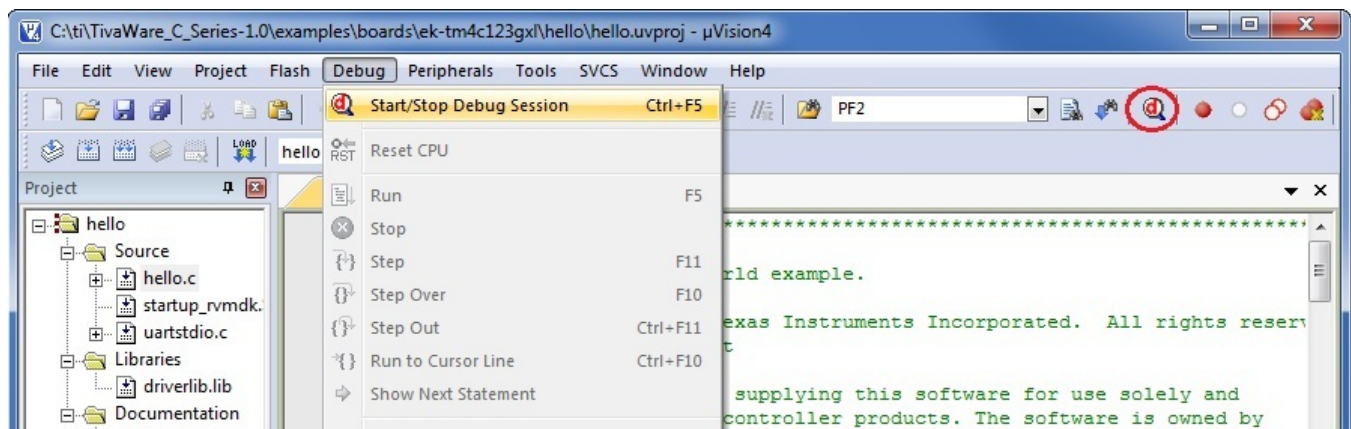 C:\ti\TivaWare_C_Series-1.0\examples\boards\ek-tm4c123gxl\hello\hello.uvproj - µVision4
File Edit View Project Flash Debug Peripherals Tools SVCS Window Help
Start/Stop Debug Session Ctrl+F5
PF2
LOAD
hello
RST Reset CPU
Project
Run F5
hello
Stop
*****************************************************
Source
Step F11
hello.c
rld example.
Step Over F10
startup_rvmdk.
Step Out Ctrl+F11
exas Instruments Incorporated. All rights reserv
uartstdio.c
t
Libraries
Run to Cursor Line Ctrl+F10
driverlib.lib
Show Next Statement
supplying this software for use solely and
Documentation
controller products. The software is owned by